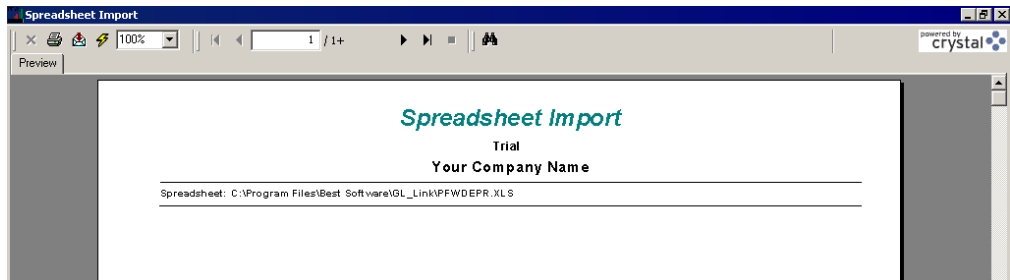 Spreadsheet Import
100%
1 / 1+
powered by
crystal
Preview
Spreadsheet Import
Trial
Your Company Name
Spreadsheet: C:\Program Files\Best Software\GL_Link\PFWDEPR.XLS